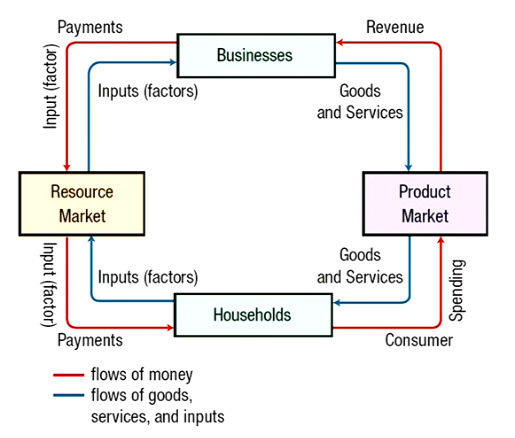 Payments
Revenue
Businesses
Input (factor)
Inputs (factors)
Goods
and Services
Resource
Market
Product
Market
Input (factor)
Inputs (factors)
Goods
and Services
Spending
Households
Payments
Consumer
flows of money
flows of goods,
services, and inputs